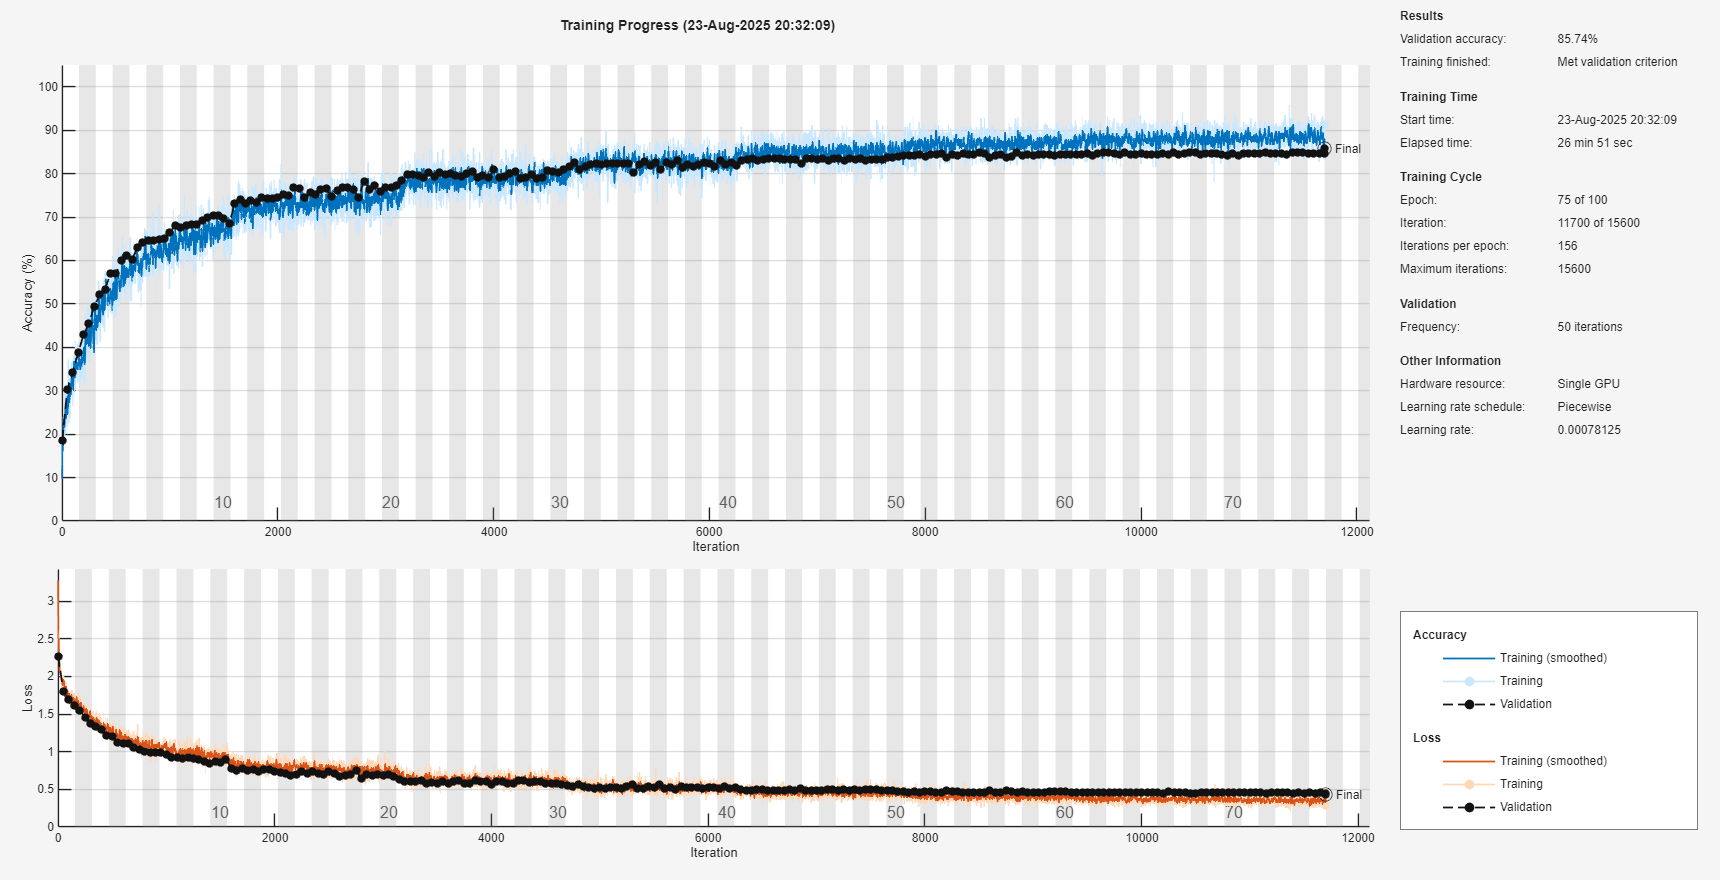 Training Progress (23-Aug-2025 20:32:09)
100
90
80
70
60
50
40
30
20
10
0
Accuracy (%)
Final
10
20
30
40
50
60
70
0
2000
4000
6000
8000
10000
12000
Iteration
3
2.5
2
1.5
1
0.5
0
Loss
Final
10
20
30
40
50
60
70
0
2000
4000
6000
8000
10000
12000
Iteration
Results
Validation accuracy: 85.74%
Training finished: Met validation criterion
Training Time
Start time: 23-Aug-2025 20:32:09
Elapsed time: 26 min 51 sec
Training Cycle
Epoch: 75 of 100
Iteration: 11700 of 15600
Iterations per epoch: 156
Maximum iterations: 15600
Validation
Frequency: 50 iterations
Other Information
Hardware resource: Single GPU
Learning rate schedule: Piecewise
Learning rate: 0.00078125
Accuracy
Training (smoothed)
Training
Validation
Loss
Training (smoothed)
Training
Validation